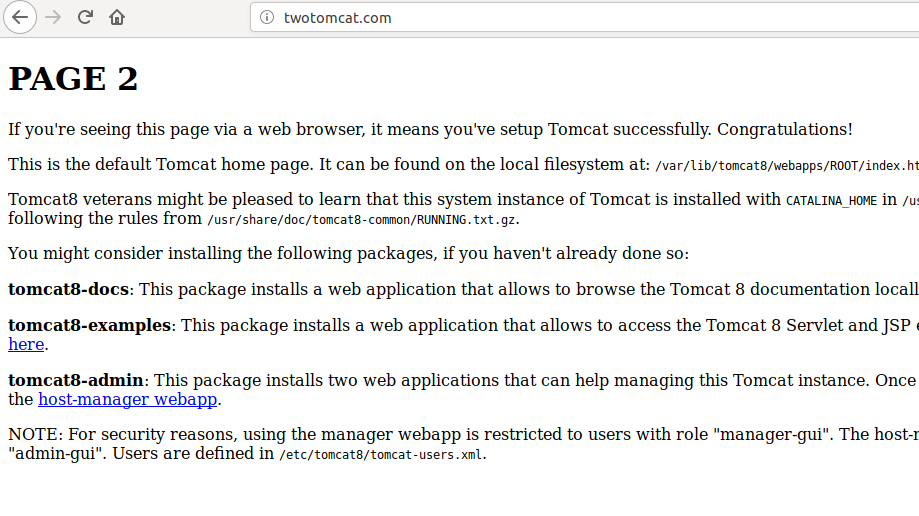 twotomcat.com
PAGE 2
If you're seeing this page via a web browser, it means you've setup Tomcat successfully. Congratulations!
This is the default Tomcat home page. It can be found on the local filesystem at: /var/lib/tomcat8/webapps/ROOT/index.ht
Tomcat8 veterans might be pleased to learn that this system instance of Tomcat is installed with CATALINA_HOME in /us
following the rules from /usr/share/doc/tomcat8-common/RUNNING.txt.gz.
You might consider installing the following packages, if you haven't already done so:
tomcat8-docs: This package installs a web application that allows to browse the Tomcat 8 documentation locall
tomcat8-examples: This package installs a web application that allows to access the Tomcat 8 Servlet and JSP e
here.
tomcat8-admin: This package installs two web applications that can help managing this Tomcat instance. Once
the host-manager webapp.
NOTE: For security reasons, using the manager webapp is restricted to users with role "manager-gui". The host-m
"admin-gui". Users are defined in /etc/tomcat8/tomcat-users.xml.